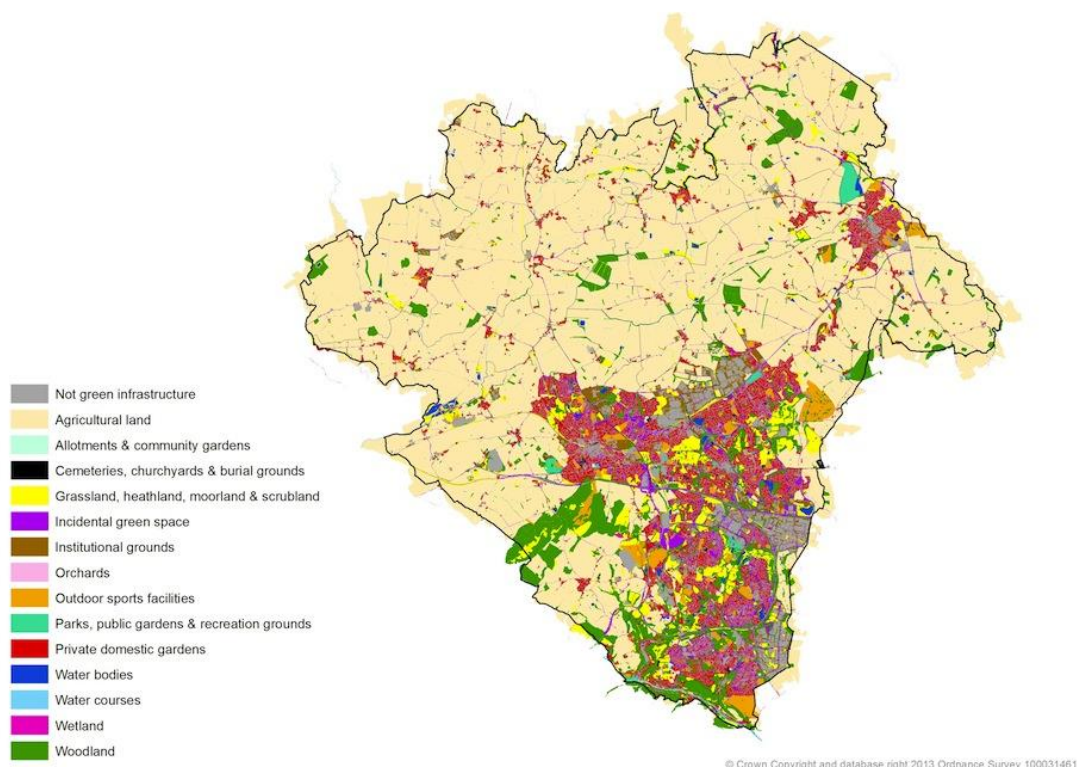 Not green infrastructure
Agricultural land
Allotments & community gardens
Cemeteries, churchyards & burial grounds
Grassland, heathland, moorland & scrubland
Incidental green space
Institutional grounds
Orchards
Outdoor sports facilities
Parks, public gardens & recreation grounds
Private domestic gardens
Water bodies
Water courses
Wetland
Woodland
© Crown Copyright and database right 2013 Ordnance Survey 100031461